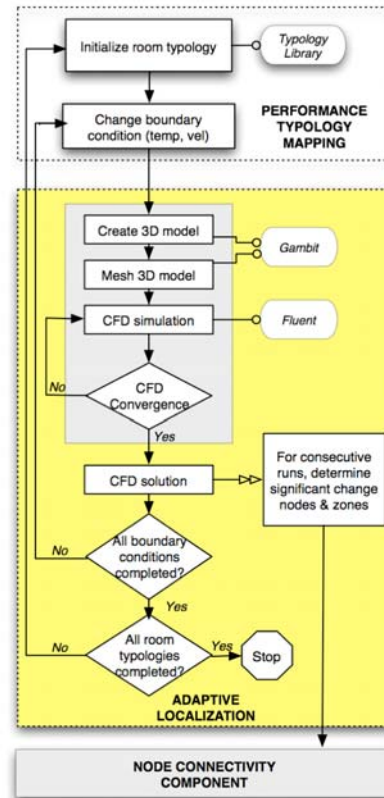 Initialize room typology
Typology
Library
Change boundary
condition (temp, vel)
PERFORMANCE
TYPOLOGY
MAPPING
Create 3D model
Gambit
Mesh 3D model
CFD simulation
Fluent
No
CFD
Convergence
Yes
CFD solution
For consecutive
runs, determine
significant change
nodes & zones
No
All boundary
conditions
completed?
Yes
No
All room
typologies
completed?
Yes
Stop
ADAPTIVE
LOCALIZATION
NODE CONNECTIVITY
COMPONENT